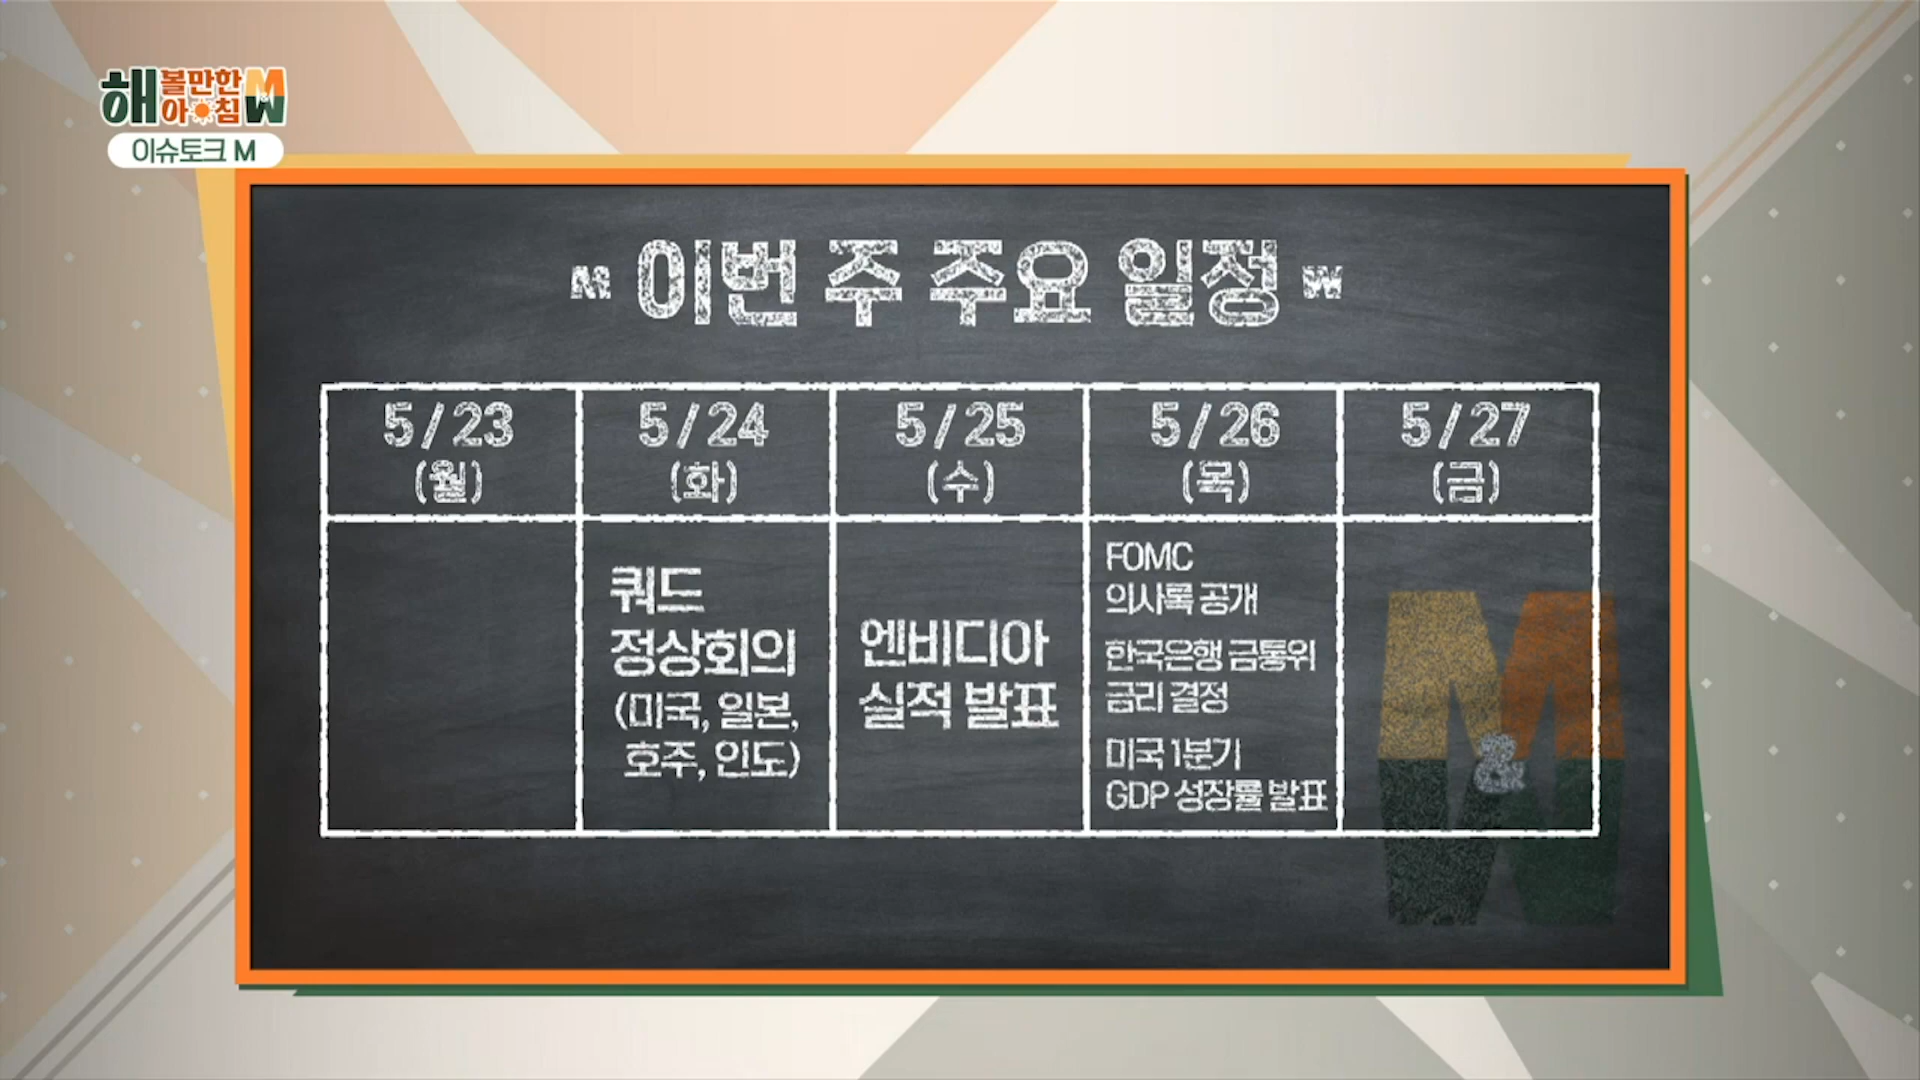 해볼만한
아침 M&W
이슈토크 M
M 이번 주 주요 일정 W
5/23 (월)
5/24 (화)
5/25 (수)
5/26 (목)
5/27 (금)
쿼드
정상회의
(미국, 일본,
호주, 인도)
엔비디아
실적 발표
FOMC
의사록 공개
한국은행 금통위
금리 결정
미국 1분기
GDP 성장률 발표
M&W